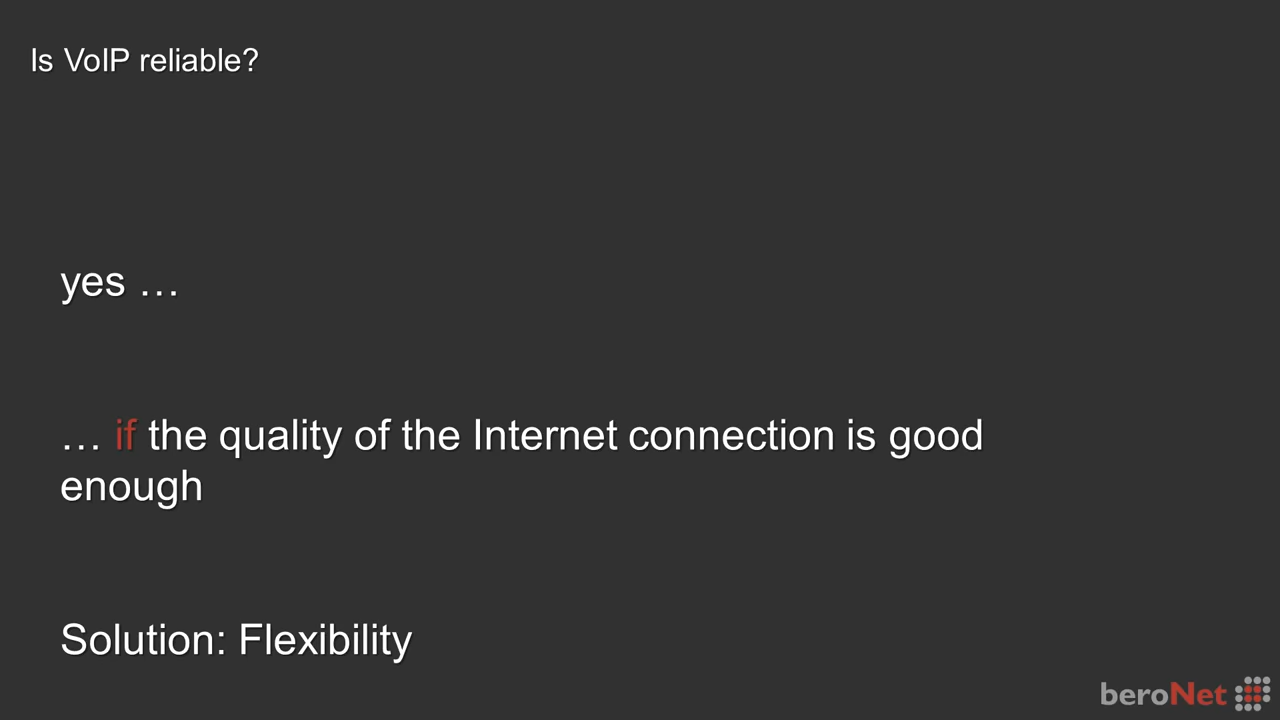 Is VoIP reliable?
yes …
… if the quality of the Internet connection is good
enough
Solution: Flexibility
beroNet